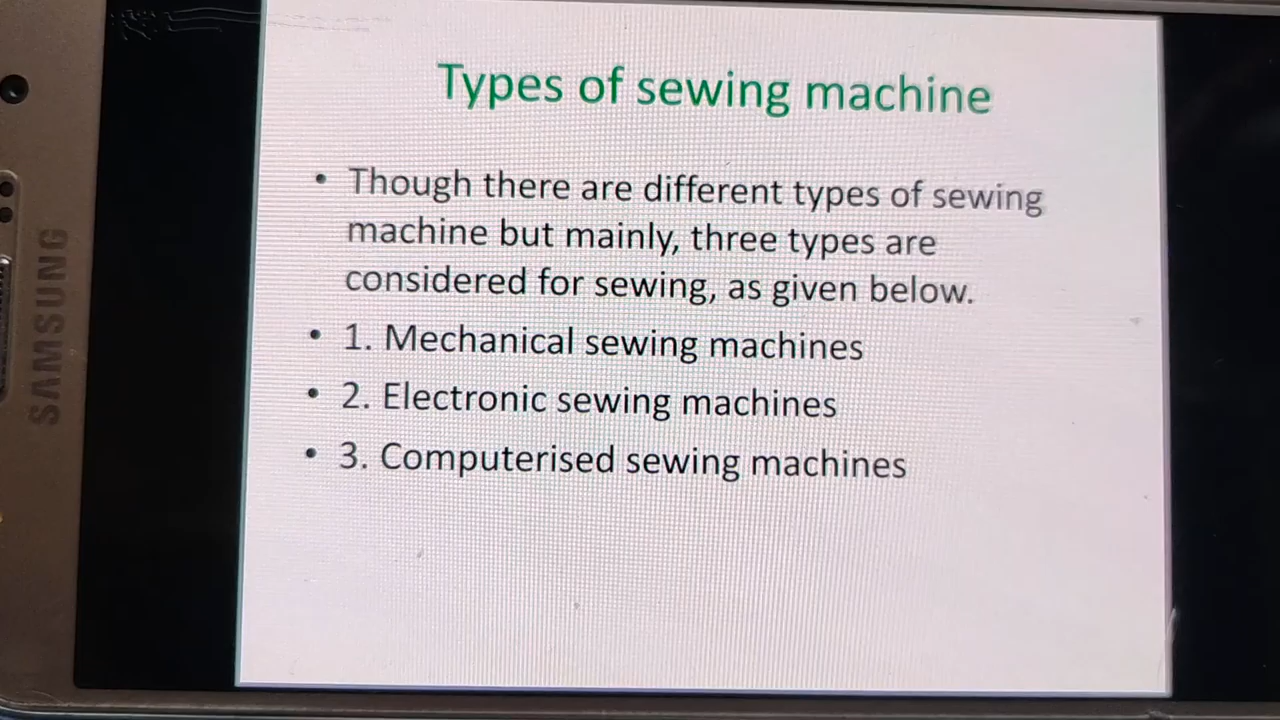 SAMSUNG
Types of sewing machine
• Though there are different types of sewing
machine but mainly, three types are
considered for sewing, as given below.
• 1. Mechanical sewing machines
• 2. Electronic sewing machines
• 3. Computerised sewing machines